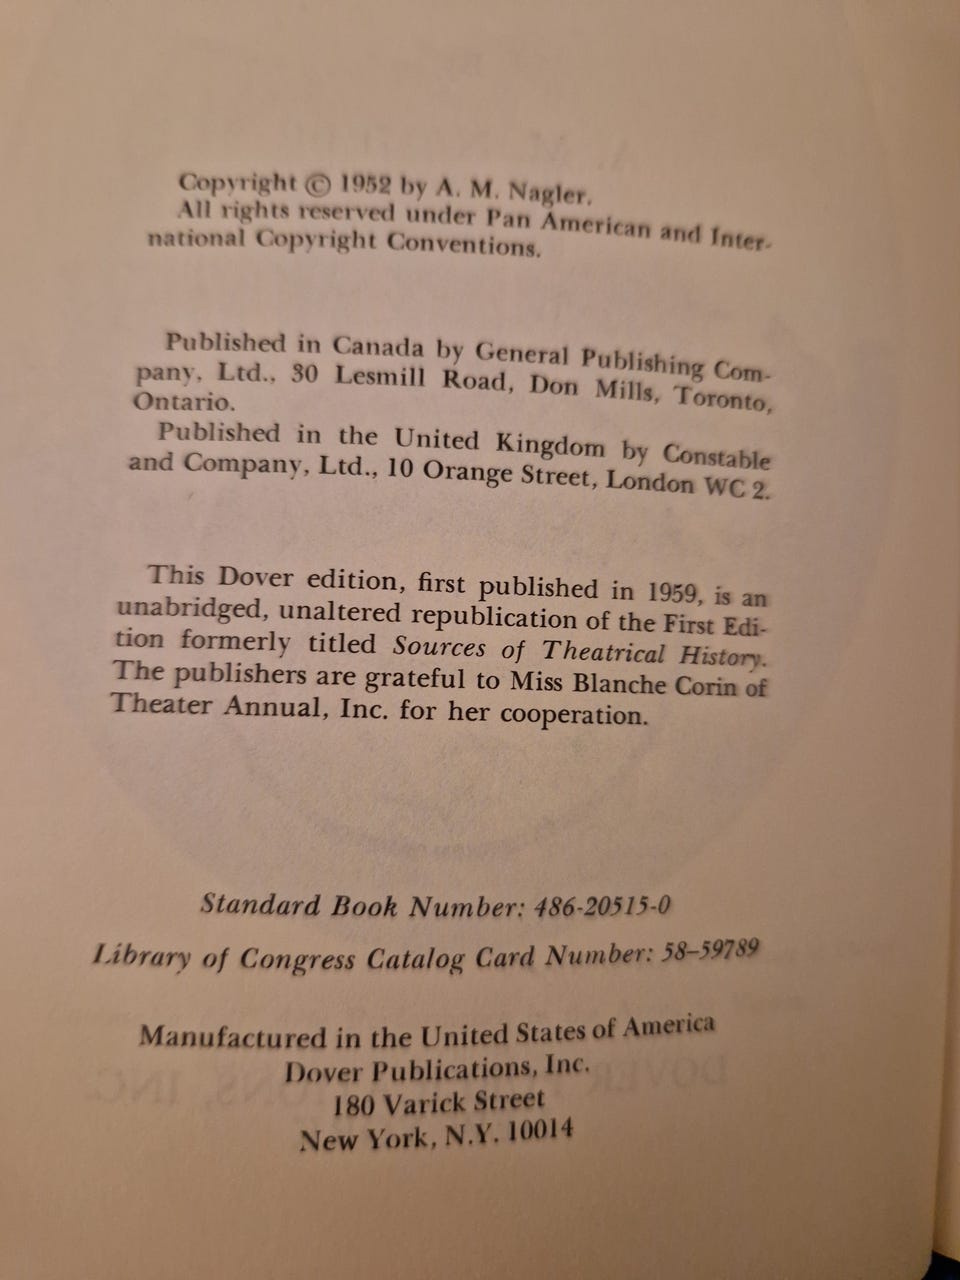 Copyright © 1952 by A. M. Nagler.
All rights reserved under Pan American and Inter-
national Copyright Conventions.
Published in Canada by General Publishing Com-
pany, Ltd., 30 Lesmill Road, Don Mills, Toronto,
Ontario.
Published in the United Kingdom by Constable
and Company, Ltd., 10 Orange Street, London WC 2.
This Dover edition, first published in 1959, is an
unabridged, unaltered republication of the First Edi-
tion formerly titled Sources of Theatrical History.
The publishers are grateful to Miss Blanche Corin of
Theater Annual, Inc. for her cooperation.
Standard Book Number: 486-20515-0
Library of Congress Catalog Card Number: 58–59789
Manufactured in the United States of America
Dover Publications, Inc.
180 Varick Street
New York, N.Y. 10014